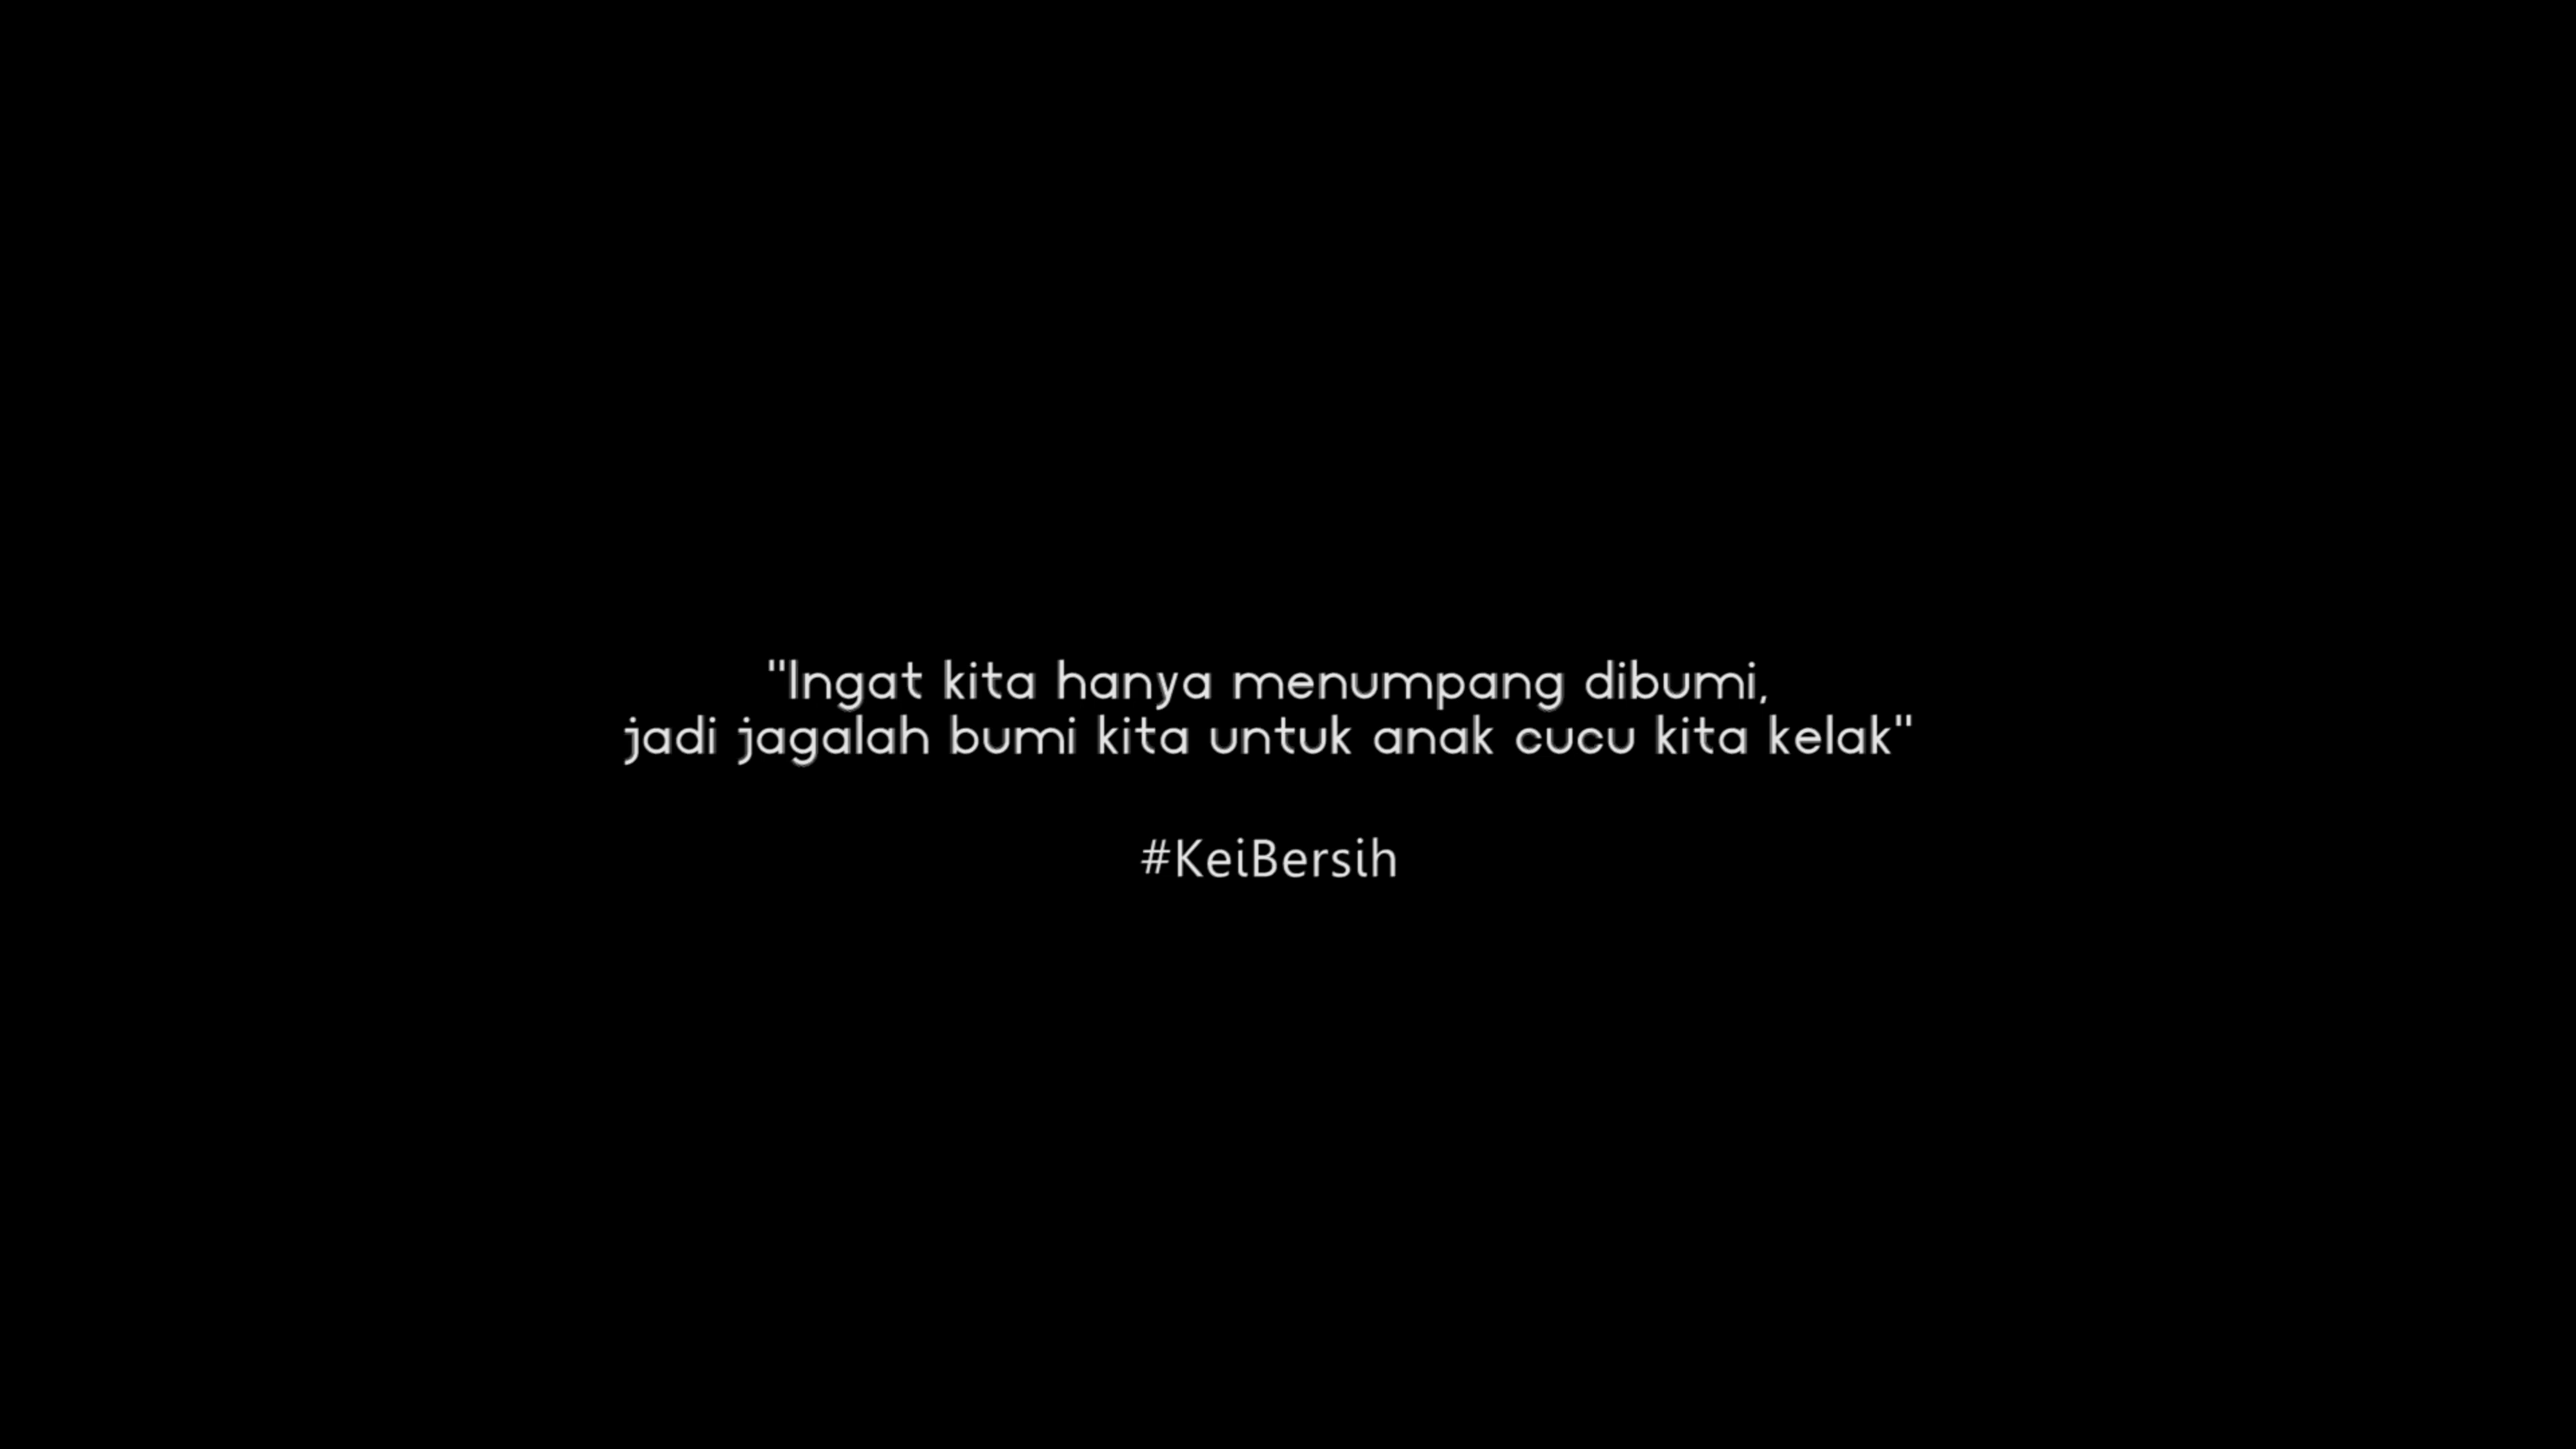 "Ingat kita hanya menumpang dibumi,
jadi jagalah bumi kita untuk anak cucu kita kelak"
#KeiBersih